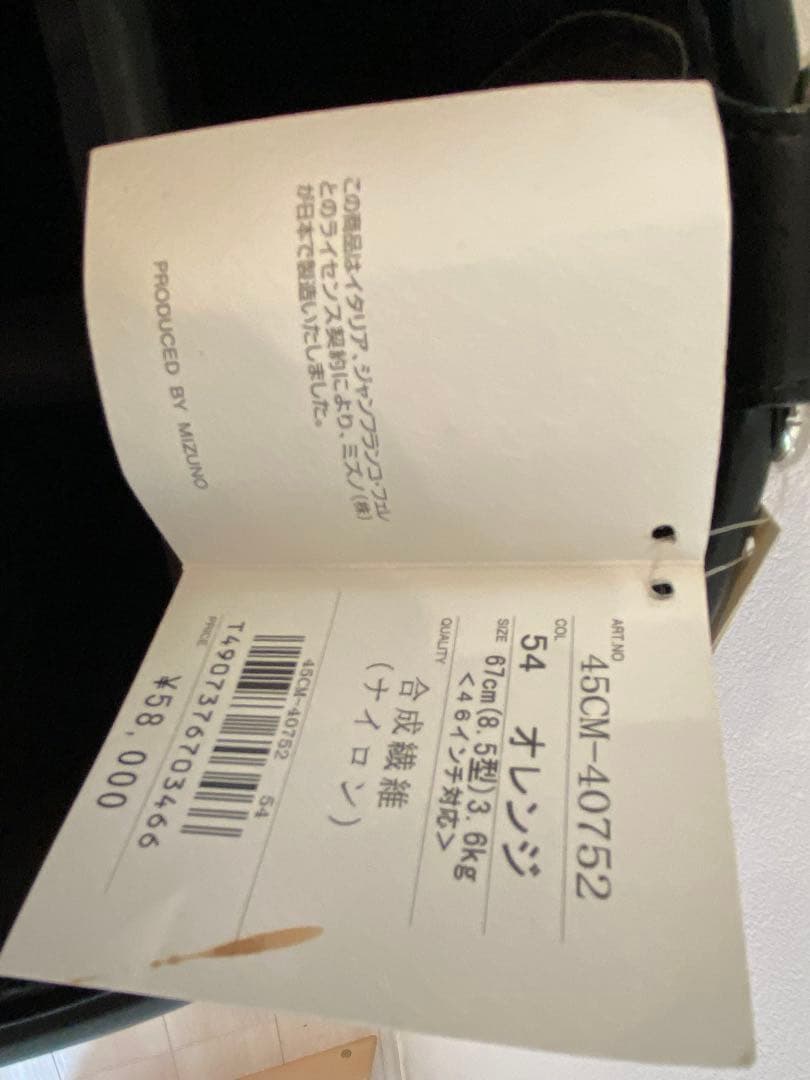 この商品はイタリア、ジャンフランコ・フェレ
とのライセンス契約により、ミズノ(株)
が日本で製造いたしました。
PRODUCED BY MIZUNO
ART.NO 45CM-40752
COL 54 オレンジ
SIZE 67cm(8.5型)3.6kg
<46インチ対応>
QUALITY
合成繊維
(ナイロン)
45CM-40752 54
T4907376703466
PRICE ¥58,000